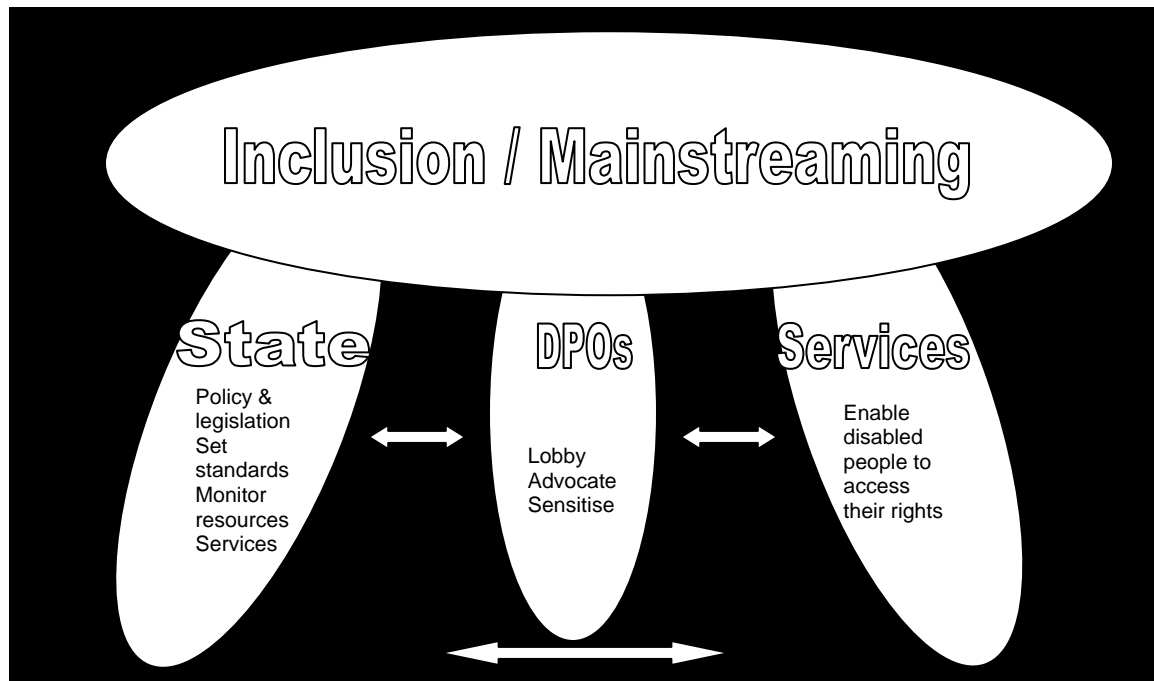 Inclusion / Mainstreaming
State
Policy &
legislation
Set
standards
Monitor
resources
Services
DPOs
Lobby
Advocate
Sensitise
Services
Enable
disabled
people to
access
their rights